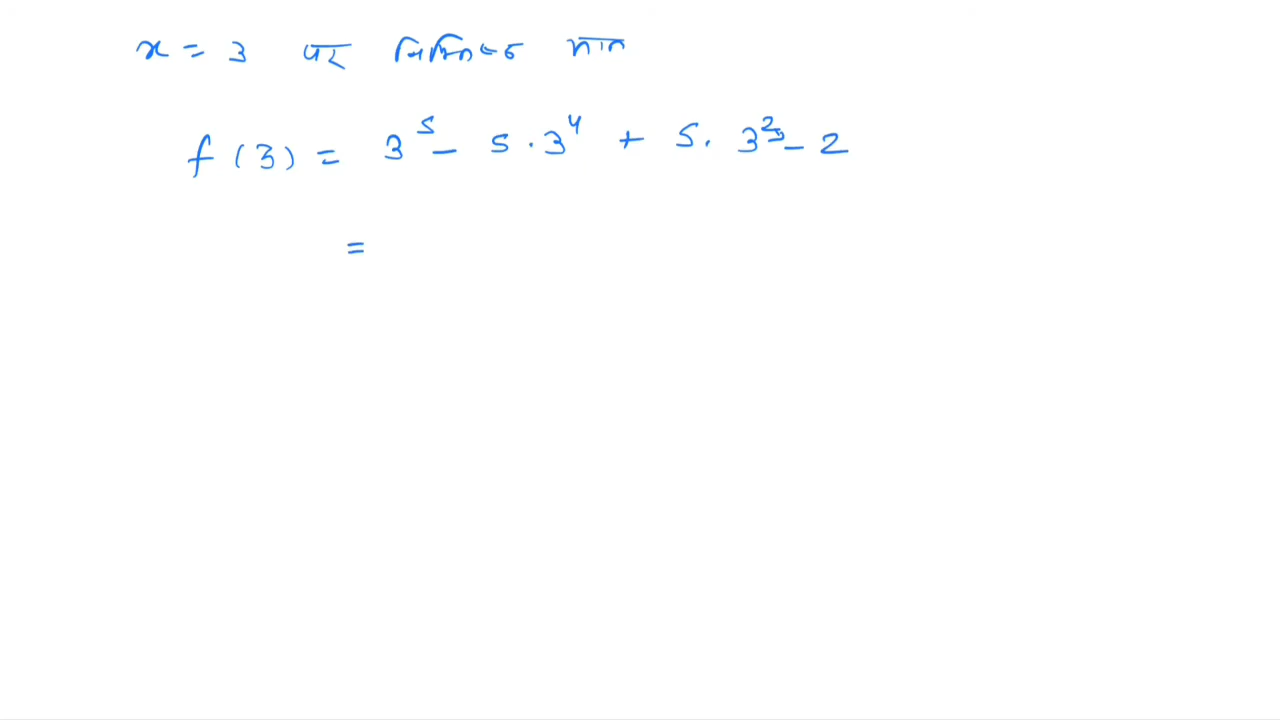 x = 3 पर निम्निष्ठ मान
f (3) = 3⁵ - 5 · 3⁴ + 5 · 3³ - 2
=